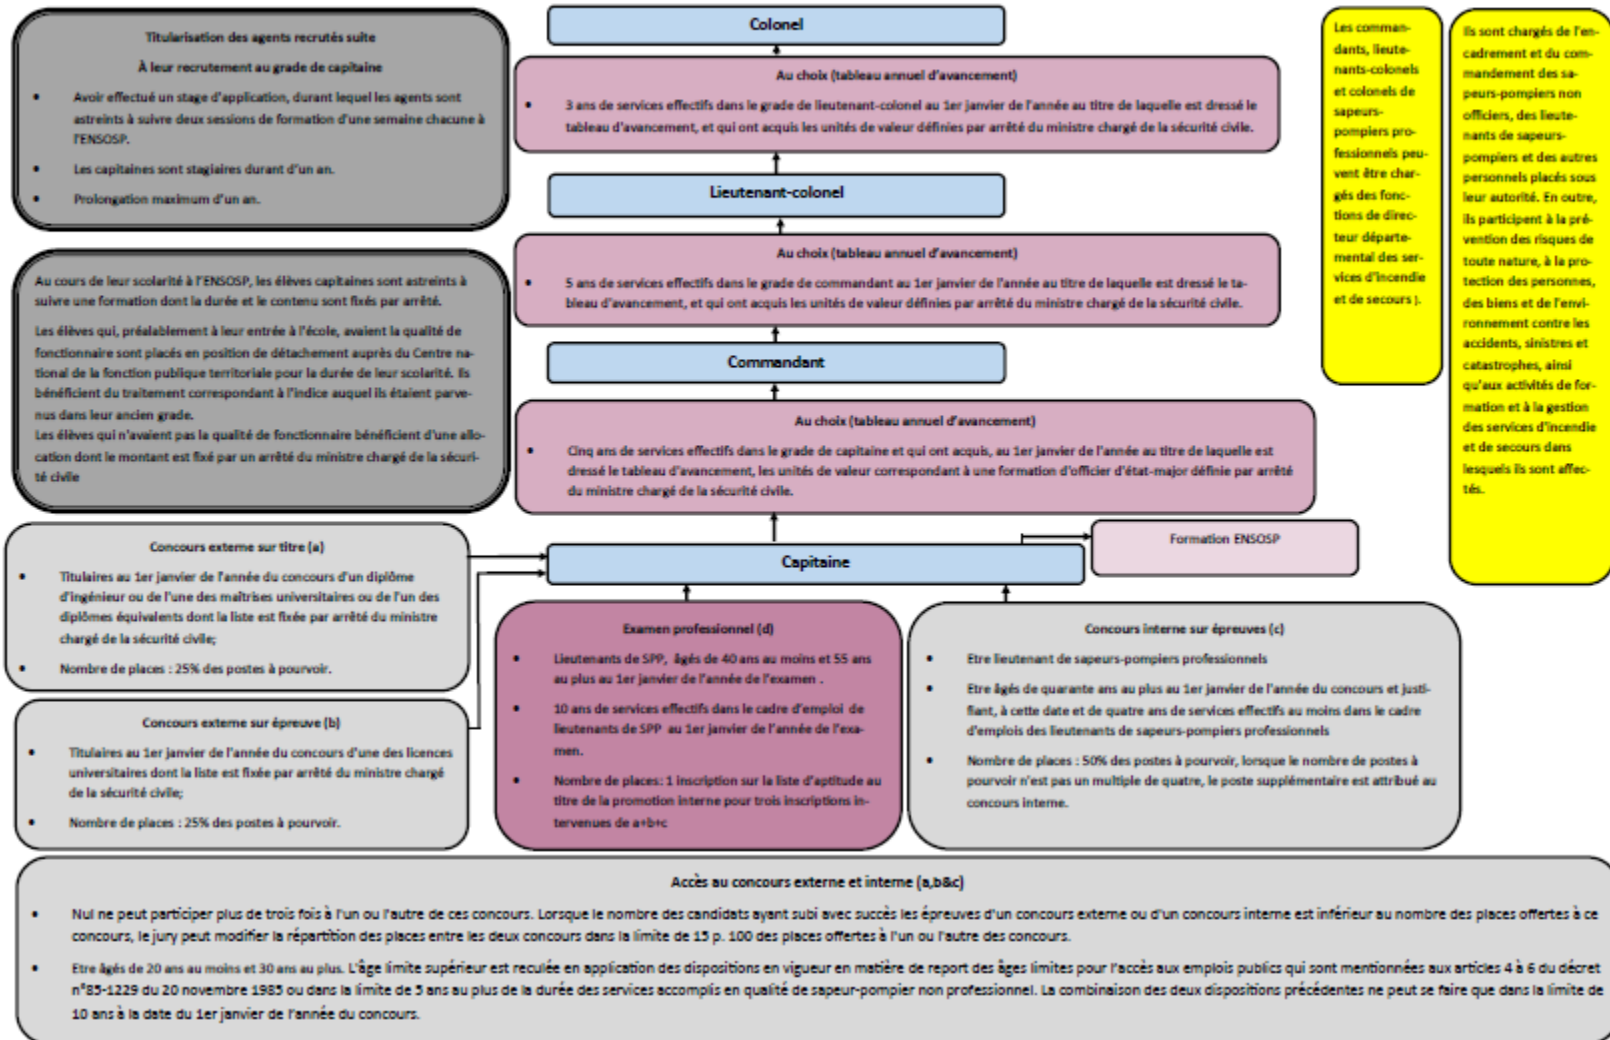 Titularisation des agents recrutés suite
À leur recrutement au grade de capitaine
• Avoir effectué un stage d'application, durant lequel les agents sont
astreints à suivre deux sessions de formation d'une semaine chacune à
l'ENSOSP.
• Les capitaines sont stagiaires durant d'un an.
• Prolongation maximum d'un an.
Au cours de leur scolarité à l'ENSOSP, les élèves capitaines sont astreints à
suivre une formation dont la durée et le contenu sont fixés par arrêté.
Les élèves qui, préalablement à leur entrée à l'école, avaient la qualité de
fonctionnaire sont placés en position de détachement auprès du Centre na-
tional de la fonction publique territoriale pour la durée de leur scolarité. Ils
bénéficient du traitement correspondant à l'indice auquel ils étaient parve-
nus dans leur ancien grade.
Les élèves qui n'avaient pas la qualité de fonctionnaire bénéficient d'une allo-
cation dont le montant est fixé par un arrêté du ministre chargé de la sécuri-
té civile
Colonel
Au choix (tableau annuel d'avancement)
• 3 ans de services effectifs dans le grade de lieutenant-colonel au 1er janvier de l'année au titre de laquelle est dressé le
tableau d'avancement, et qui ont acquis les unités de valeur définies par arrêté du ministre chargé de la sécurité civile.
Lieutenant-colonel
Au choix (tableau annuel d'avancement)
• 5 ans de services effectifs dans le grade de commandant au 1er janvier de l'année au titre de laquelle est dressé le ta-
bleau d'avancement, et qui ont acquis les unités de valeur définies par arrêté du ministre chargé de la sécurité civile.
Commandant
Au choix (tableau annuel d'avancement)
• Cinq ans de services effectifs dans le grade de capitaine et qui ont acquis, au 1er janvier de l'année au titre de laquelle est
dressé le tableau d'avancement, les unités de valeur correspondant à une formation d'officier d'état-major définie par arrêté
du ministre chargé de la sécurité civile.
Capitaine
Formation ENSOSP
Les comman-
dants, lieute-
nants-colonels
et colonels de
sapeurs-
pompiers pro-
fessionnels peu-
vent être char-
gés des fonc-
tions de direc-
teur départe-
mental des ser-
vices d'incendie
et de secours ).
Ils sont chargés de l'en-
cadrement et du com-
mandement des sa-
peurs-pompiers non
officiers, des lieute-
nants de sapeurs-
pompiers et des autres
personnels placés sous
leur autorité. En outre,
ils participent à la pré-
vention des risques de
toute nature, à la pro-
tection des personnes,
des biens et de l'envi-
ronnement contre les
accidents, sinistres et
catastrophes, ainsi
qu'aux activités de for-
mation et à la gestion
des services d'incendie
et de secours dans
lesquels ils sont affec-
tés.
Concours externe sur titre (a)
• Titulaires au 1er janvier de l'année du concours d'un diplôme
d'ingénieur ou de l'une des maîtrises universitaires ou de l'un des
diplômes équivalents dont la liste est fixée par arrêté du ministre
chargé de la sécurité civile;
• Nombre de places : 25% des postes à pourvoir.
Concours externe sur épreuve (b)
• Titulaires au 1er janvier de l'année du concours d'une des licences
universitaires dont la liste est fixée par arrêté du ministre chargé
de la sécurité civile;
• Nombre de places : 25% des postes à pourvoir.
Examen professionnel (d)
• Lieutenants de SPP, âgés de 40 ans au moins et 55 ans
au plus au 1er janvier de l'année de l'examen .
• 10 ans de services effectifs dans le cadre d'emploi de
lieutenants de SPP au 1er janvier de l'année de l'exa-
men.
• Nombre de places: 1 inscription sur la liste d'aptitude au
titre de la promotion interne pour trois inscriptions in-
tervenues de a+b+c
Concours interne sur épreuves (c)
• Etre lieutenant de sapeurs-pompiers professionnels
• Etre âgés de quarante ans au plus au 1er janvier de l'année du concours et justi-
fiant, à cette date et de quatre ans de services effectifs au moins dans le cadre
d'emplois des lieutenants de sapeurs-pompiers professionnels
• Nombre de places : 50% des postes à pourvoir, lorsque le nombre de postes à
pourvoir n'est pas un multiple de quatre, le poste supplémentaire est attribué au
concours interne.
Accès au concours externe et interne (a,b&c)
• Nul ne peut participer plus de trois fois à l'un ou l'autre de ces concours. Lorsque le nombre des candidats ayant subi avec succès les épreuves d'un concours externe ou d'un concours interne est inférieur au nombre des places offertes à ce
concours, le jury peut modifier la répartition des places entre les deux concours dans la limite de 15 p. 100 des places offertes à l'un ou l'autre des concours.
• Etre âgés de 20 ans au moins et 30 ans au plus. L'âge limite supérieur est reculée en application des dispositions en vigueur en matière de report des âges limites pour l'accès aux emplois publics qui sont mentionnées aux articles 4 à 6 du décret
n°85-1229 du 20 novembre 1985 ou dans la limite de 5 ans au plus de la durée des services accomplis en qualité de sapeur-pompier non professionnel. La combinaison des deux dispositions précédentes ne peut se faire que dans la limite de
10 ans à la date du 1er janvier de l'année du concours.